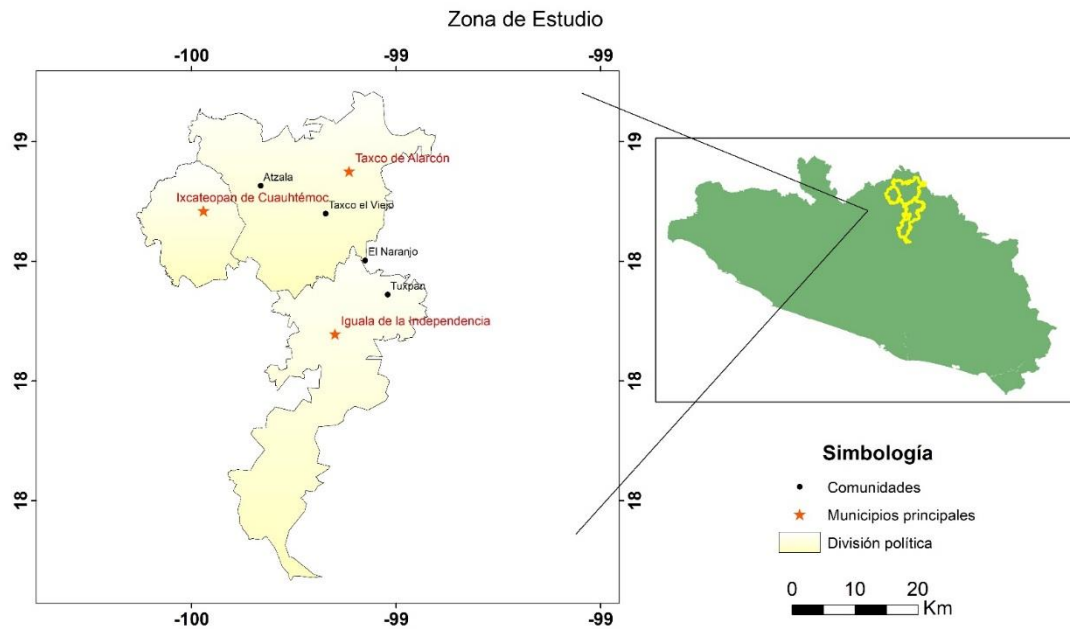 Zona de Estudio
-100 -99 -99
19
18
18
18
Taxco de Alarcón
Atzala
Ixcateopan de Cuauhtémoc
Taxco el Viejo
El Naranjo
Tuxpan
Iguala de la Independencia
19
18
18
18
-100 -99 -99
Simbología
Comunidades
Municipios principales
División política
0 10 20
Km